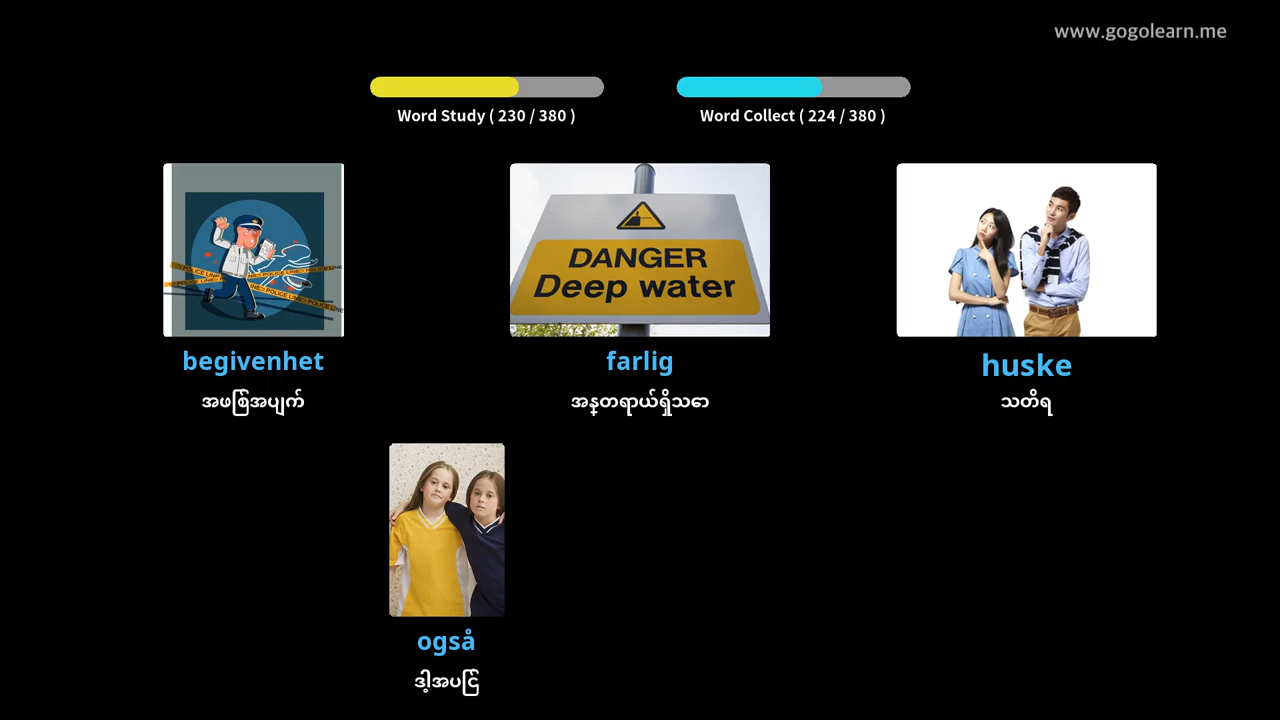 www.gogolearn.me
Word Study ( 230 / 380 )
Word Collect ( 224 / 380 )
POLICE LINE
DANGER
Deep water
begivenhet
farlig
huske
အဖြစ်အပျက်
အန္တရာယ်ရှိသော
သတိရ
også
ဒါ့အပြင်